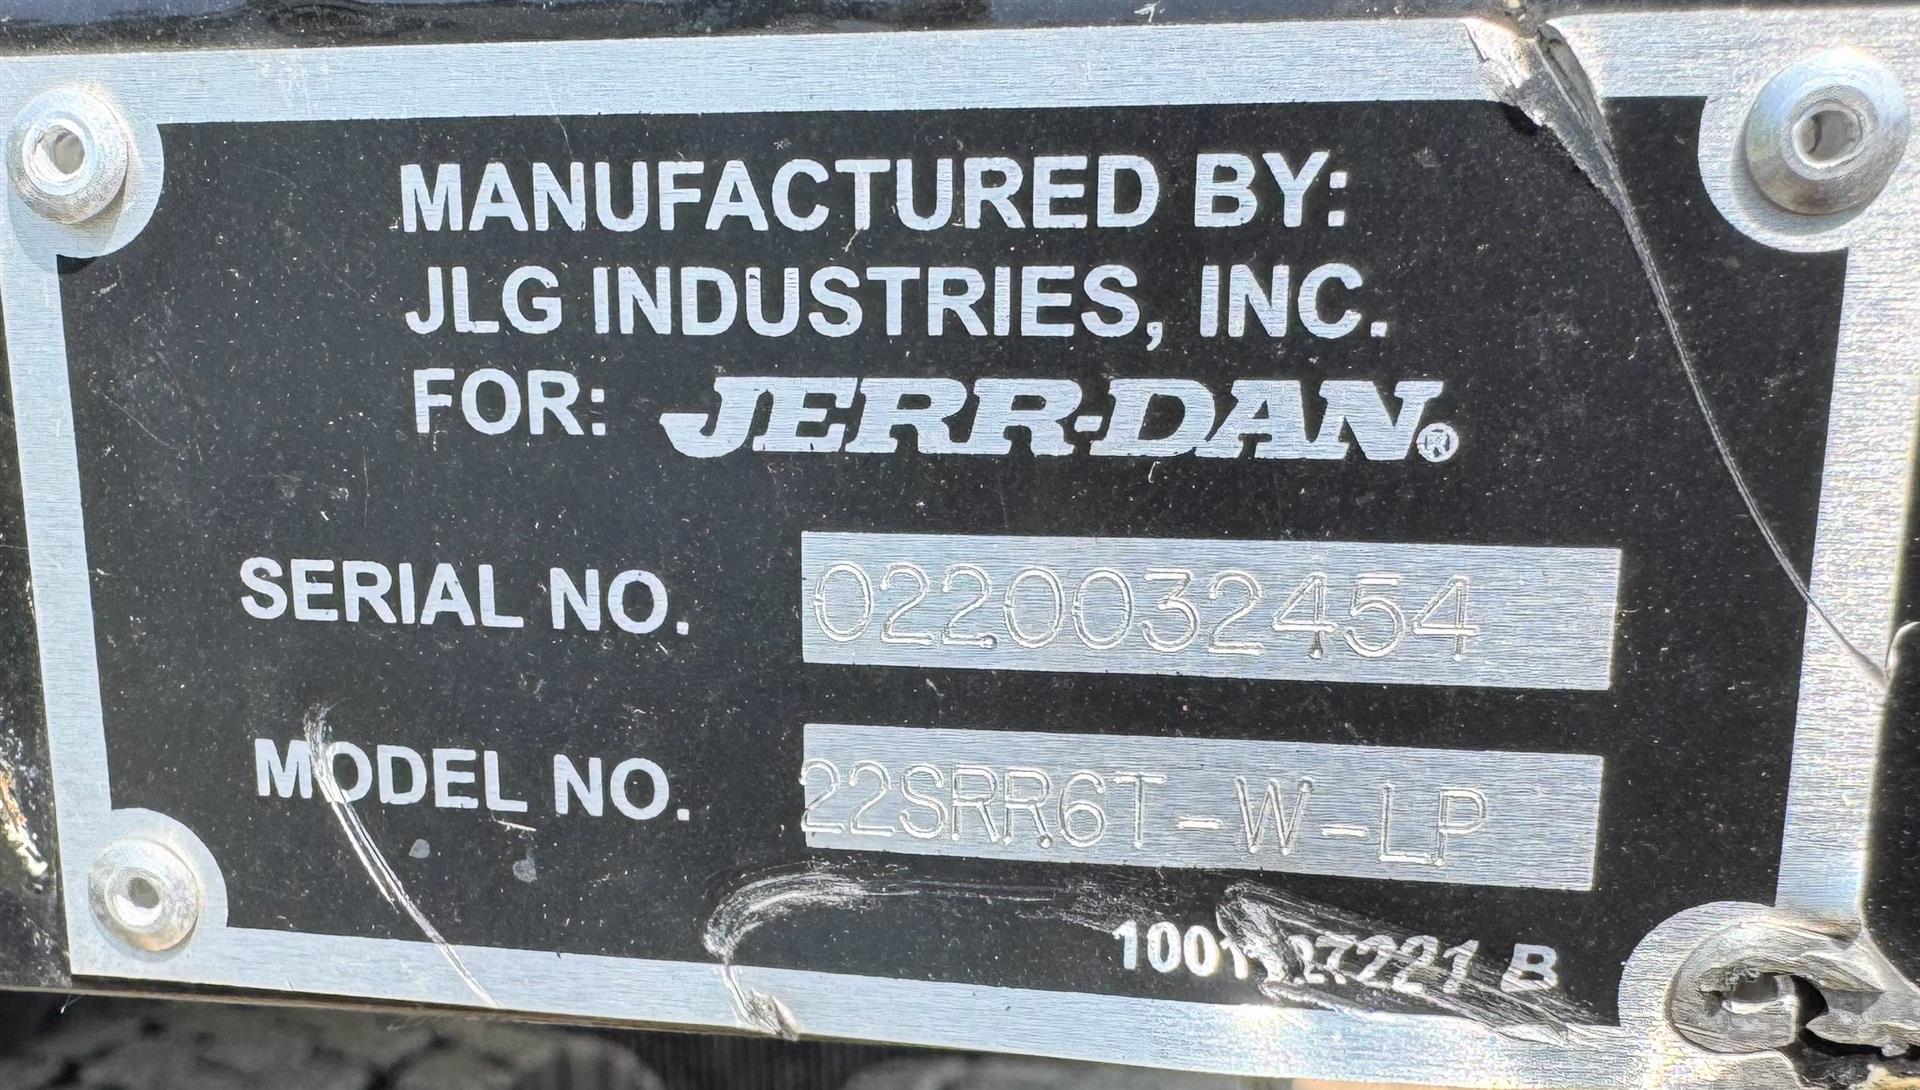 MANUFACTURED BY:
JLG INDUSTRIES, INC.
FOR: JERR-DAN®
SERIAL NO. 0220032454
MODEL NO. 22SRR6T-W-LP
B